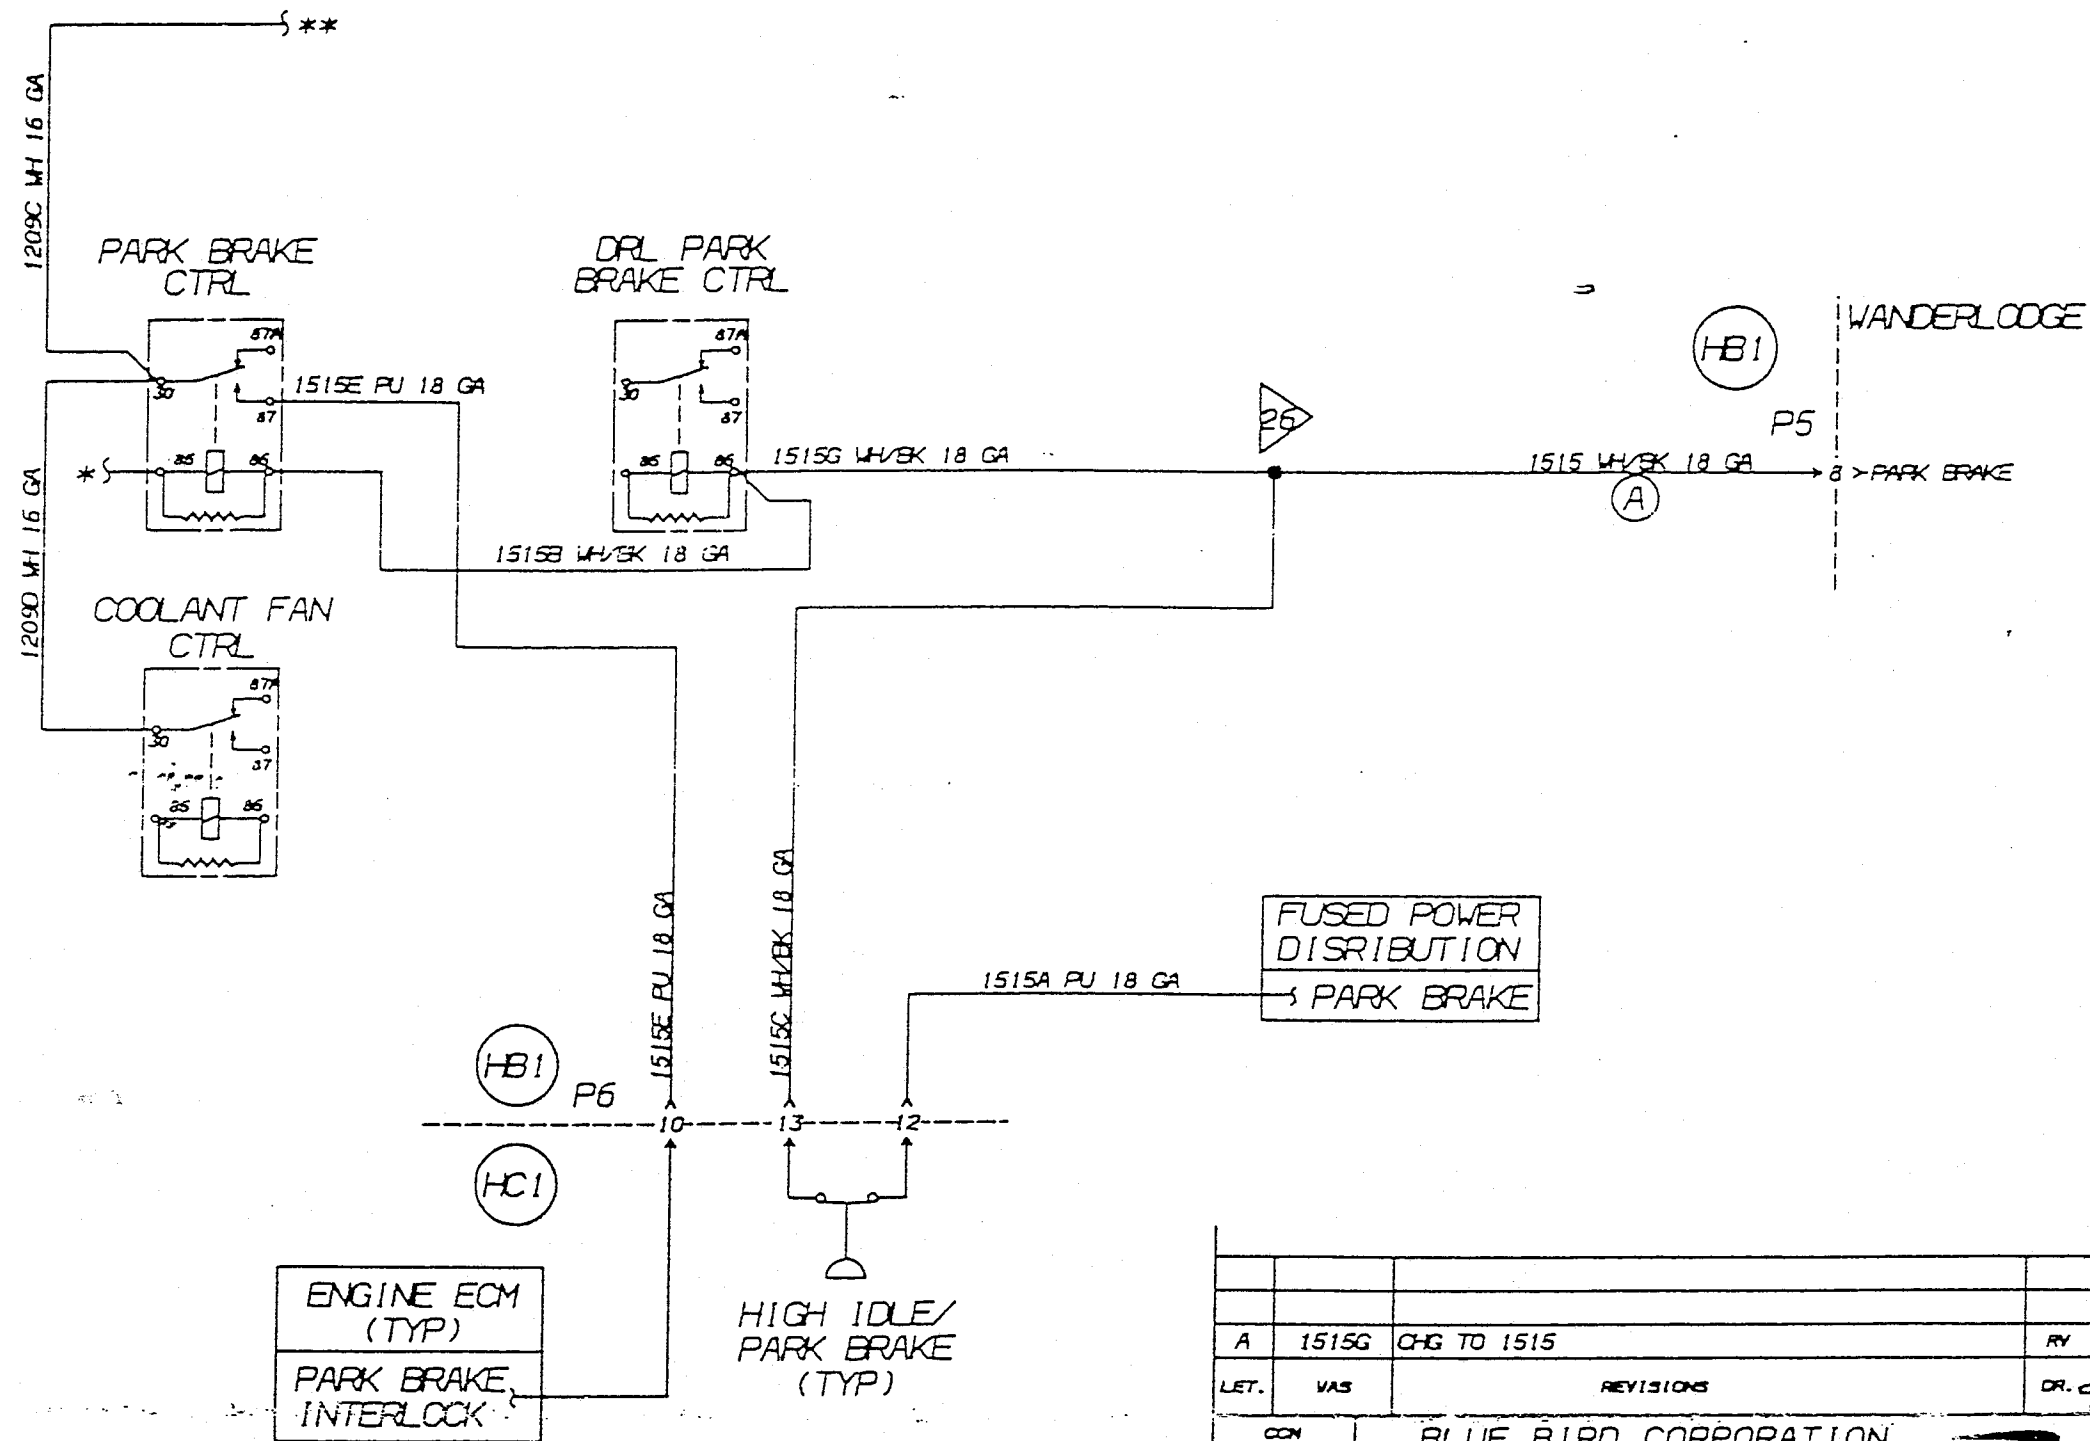 **
1209C WH 16 GA
PARK BRAKE
CTRL
87A
30
87
85
86
*
1515E PU 18 GA
1209D WH 16 GA
DRL PARK
BRAKE CTRL
87A
30
87
85
86
1515G WH/BK 18 GA
1515B WH/BK 18 GA
26
1515 WH/BK 18 GA
A
HB1
P5
WANDERLODGE
8
PARK BRAKE
COOLANT FAN
CTRL
87A
30
87
85
86
1515E PU 18 GA
1515C WH/BK 18 GA
1515A PU 18 GA
FUSED POWER
DISRIBUTION
PARK BRAKE
HB1
P6
10
13
12
HC1
ENGINE ECM
(TYP)
PARK BRAKE
INTERLOCK
HIGH IDLE/
PARK BRAKE
(TYP)
A 1515G CHG TO 1515 RV
LET. WAS REVISIONS DR.
CCN BLUE BIRD CORPORATION